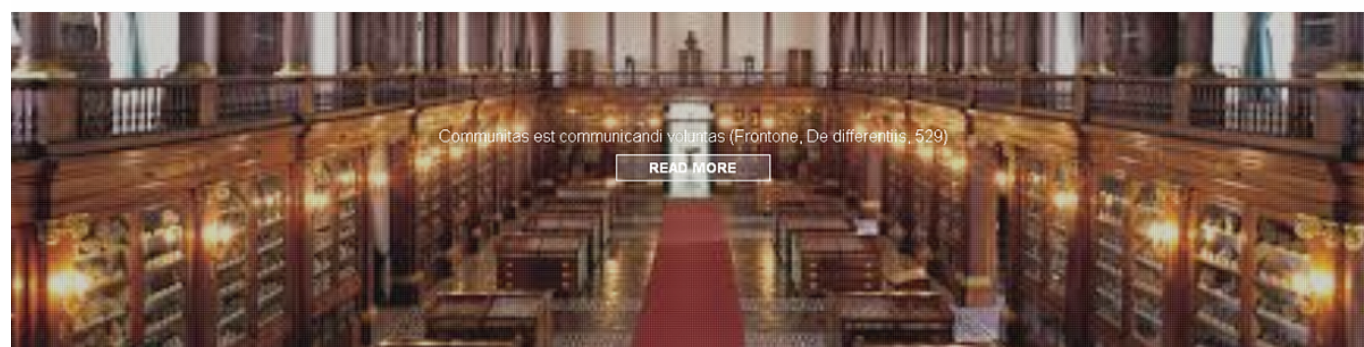 Communitas est communicandi voluntas (Frontone, De differentiis, 529)
READ MORE